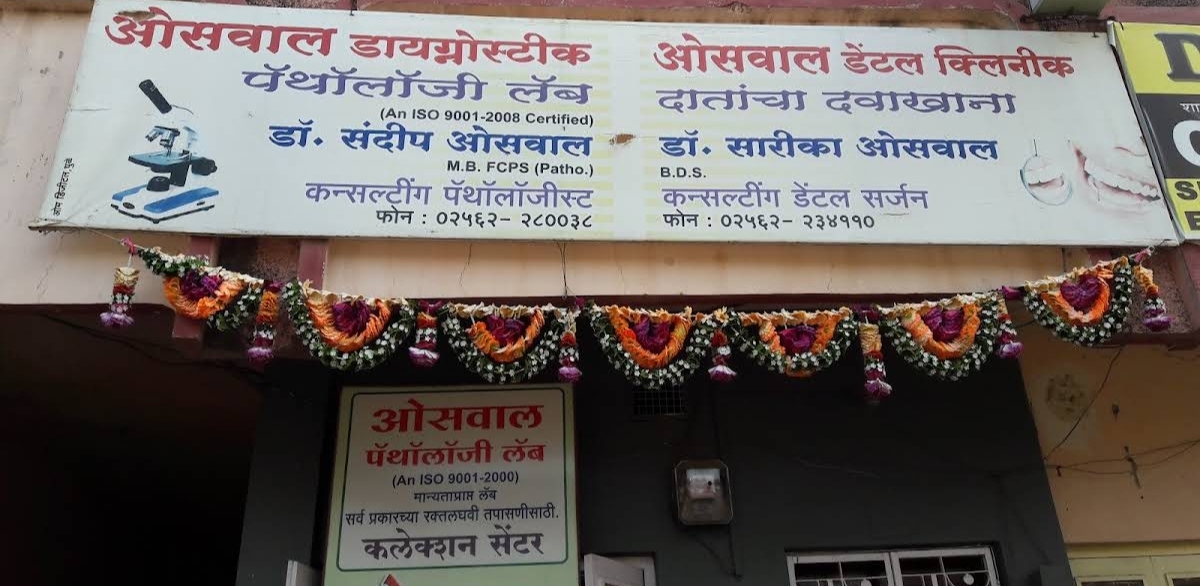 ओसवाल डायग्नोस्टीक
पॅथॉलॉजी लॅब
(An ISO 9001-2008 Certified)
डॉ. संदीप ओसवाल
M.B. FCPS (Patho.)
कन्सल्टींग पॅथॉलॉजीस्ट
फोन : ०२५६२- २८००३८
ओसवाल डेंटल क्लिनीक
दातांचा दवाखाना
डॉ. सारीका ओसवाल
B.D.S.
कन्सल्टींग डेंटल सर्जन
फोन : ०२५६२- २३४११०
ओसवाल
पॅथॉलॉजी लॅब
(An ISO 9001-2000)
मान्यताप्राप्त लॅब
सर्व प्रकारच्या रक्तलघवी तपासणीसाठी.
कलेक्शन सेंटर